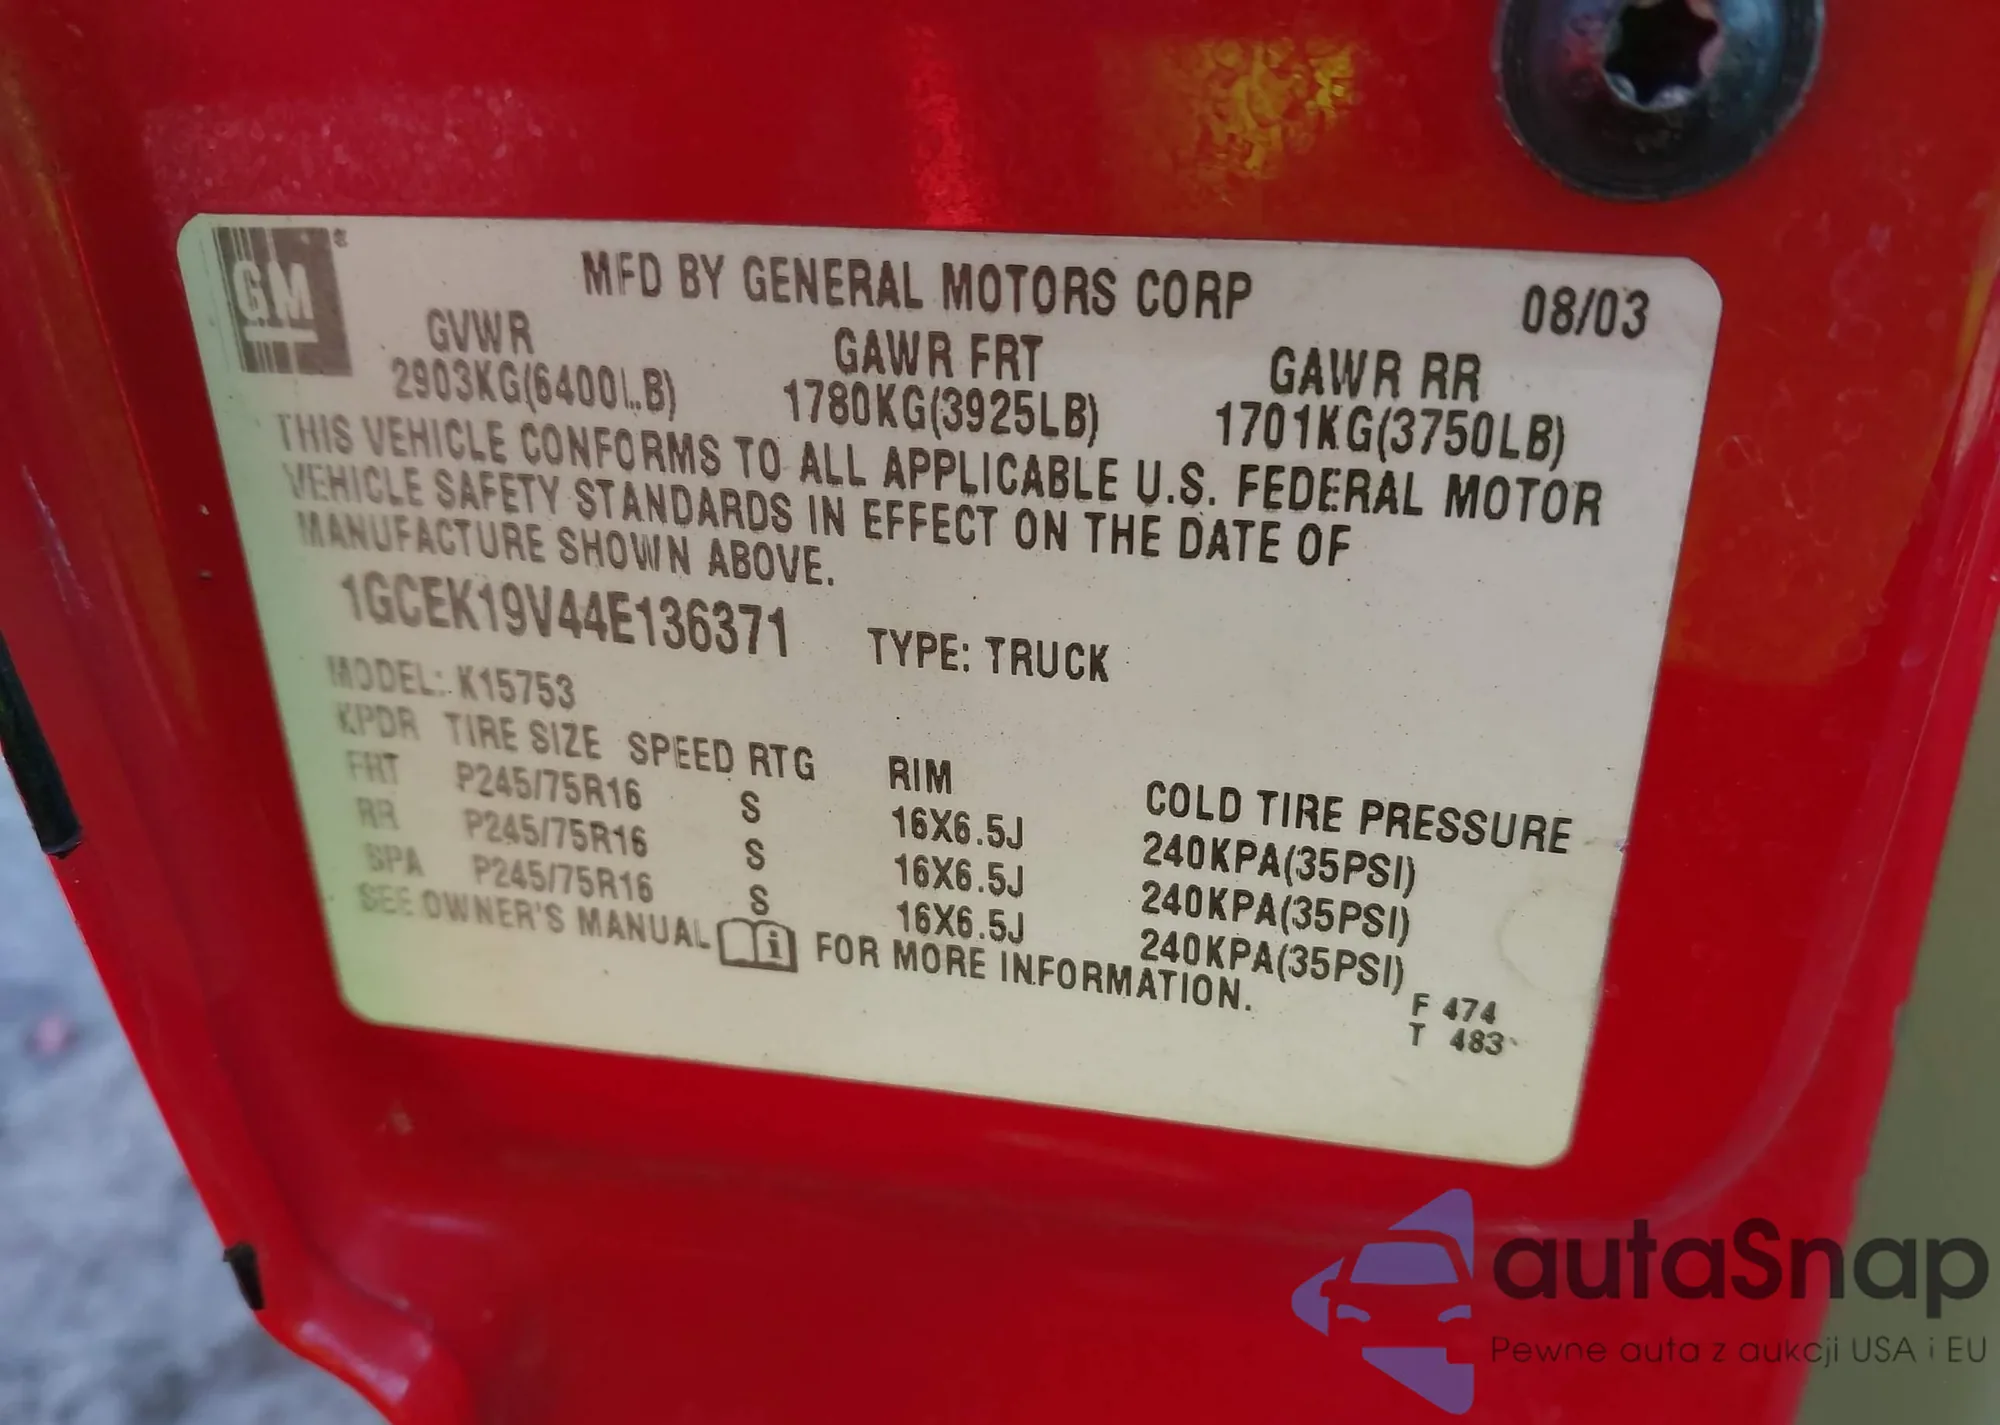 GM®
MFD BY GENERAL MOTORS CORP 08/03
GVWR GAWR FRT GAWR RR
2903KG(6400LB) 1780KG(3925LB) 1701KG(3750LB)
THIS VEHICLE CONFORMS TO ALL APPLICABLE U.S. FEDERAL MOTOR
VEHICLE SAFETY STANDARDS IN EFFECT ON THE DATE OF
MANUFACTURE SHOWN ABOVE.
1GCEK19V44E136371 TYPE: TRUCK
MODEL: K15753
KPDR TIRE SIZE SPEED RTG RIM COLD TIRE PRESSURE
FRT P245/75R16 S 16X6.5J 240KPA(35PSI)
RR P245/75R16 S 16X6.5J 240KPA(35PSI)
SPA P245/75R16 S 16X6.5J 240KPA(35PSI)
SEE OWNER'S MANUAL i FOR MORE INFORMATION.
F 474
T 483
autaSnap
Pewne auta z aukcji USA i EU